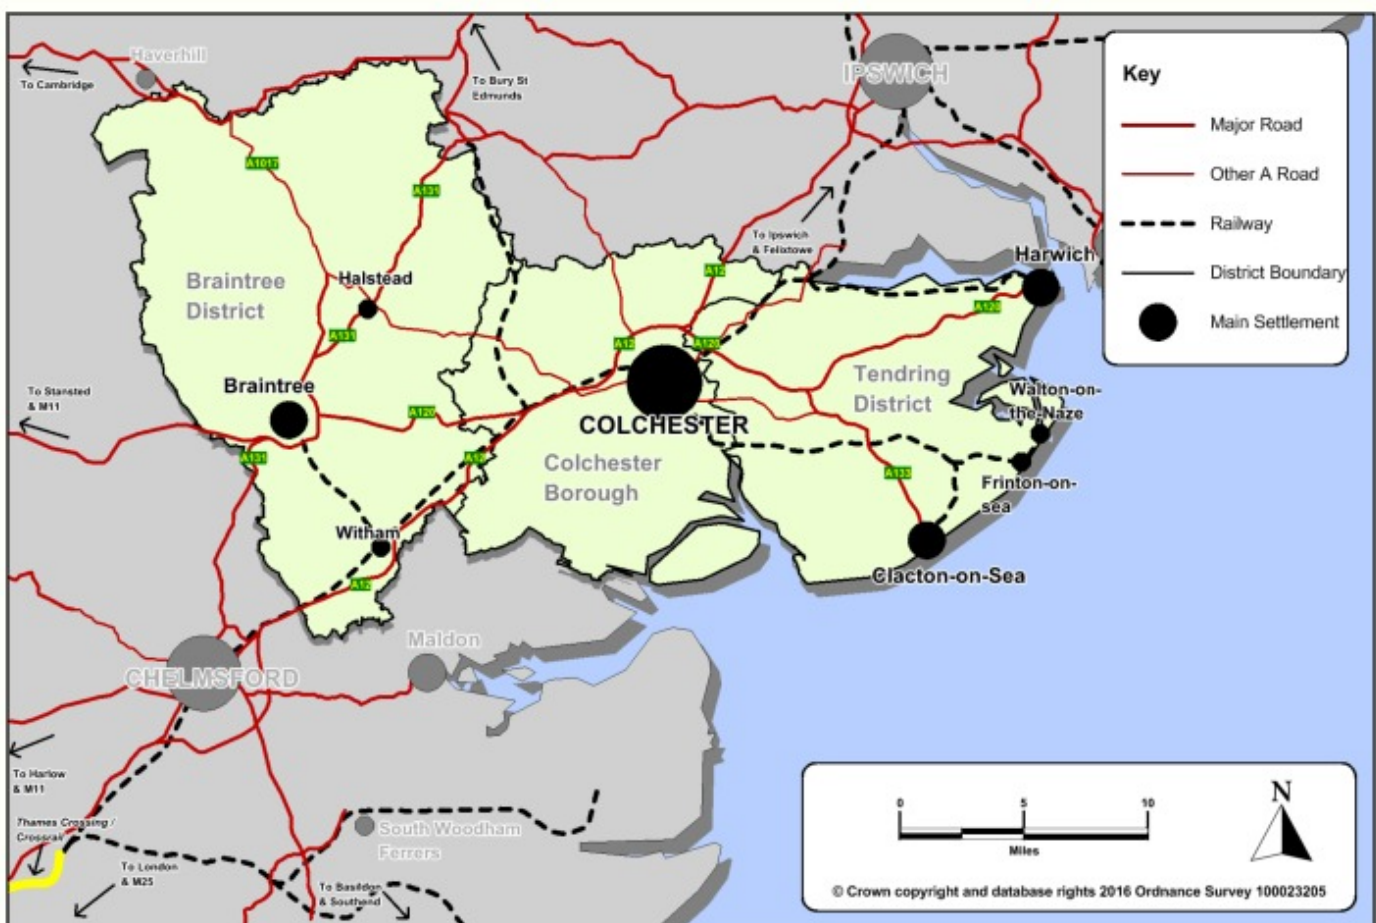 Haverhill
To Cambridge
To Bury St
Edmunds
IPSWICH
Key
Major Road
Other A Road
Railway
District Boundary
Main Settlement
A1017
A131
To Ipswich
& Felixtowe
Harwich
A12
A120
Braintree
District
Halstead
A131
A12
A120
Tendring
District
Walton-on-
the-Naze
To Stansted
& M11
Braintree
A120
COLCHESTER
A131
A12
Colchester
Borough
A133
Frinton-on-
sea
Witham
Clacton-on-Sea
A12
Maldon
CHELMSFORD
To Harlow
& M11
Thames Crossing /
Crossrail
South Woodham
Ferrers
To London
& M25
To Basildon
& Southend
0 5 10
Miles
N
© Crown copyright and database rights 2016 Ordnance Survey 100023205